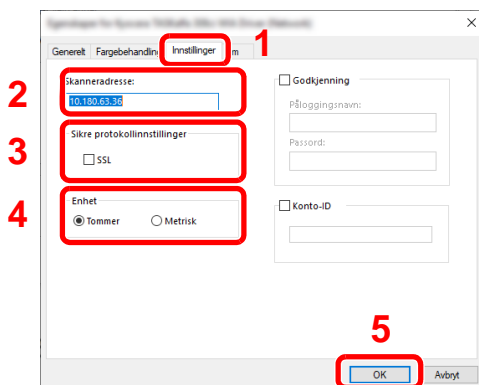 Generelt Fargebehandlin Innstillinger m 1
2 Skanneradresse:
10.180.63.36
3 Sikre protokollinnstillinger
SSL
4 Enhet
Tommer Metrisk
Godkjenning
Påloggingsnavn:
Passord:
Konto-ID
5
OK Avbryt